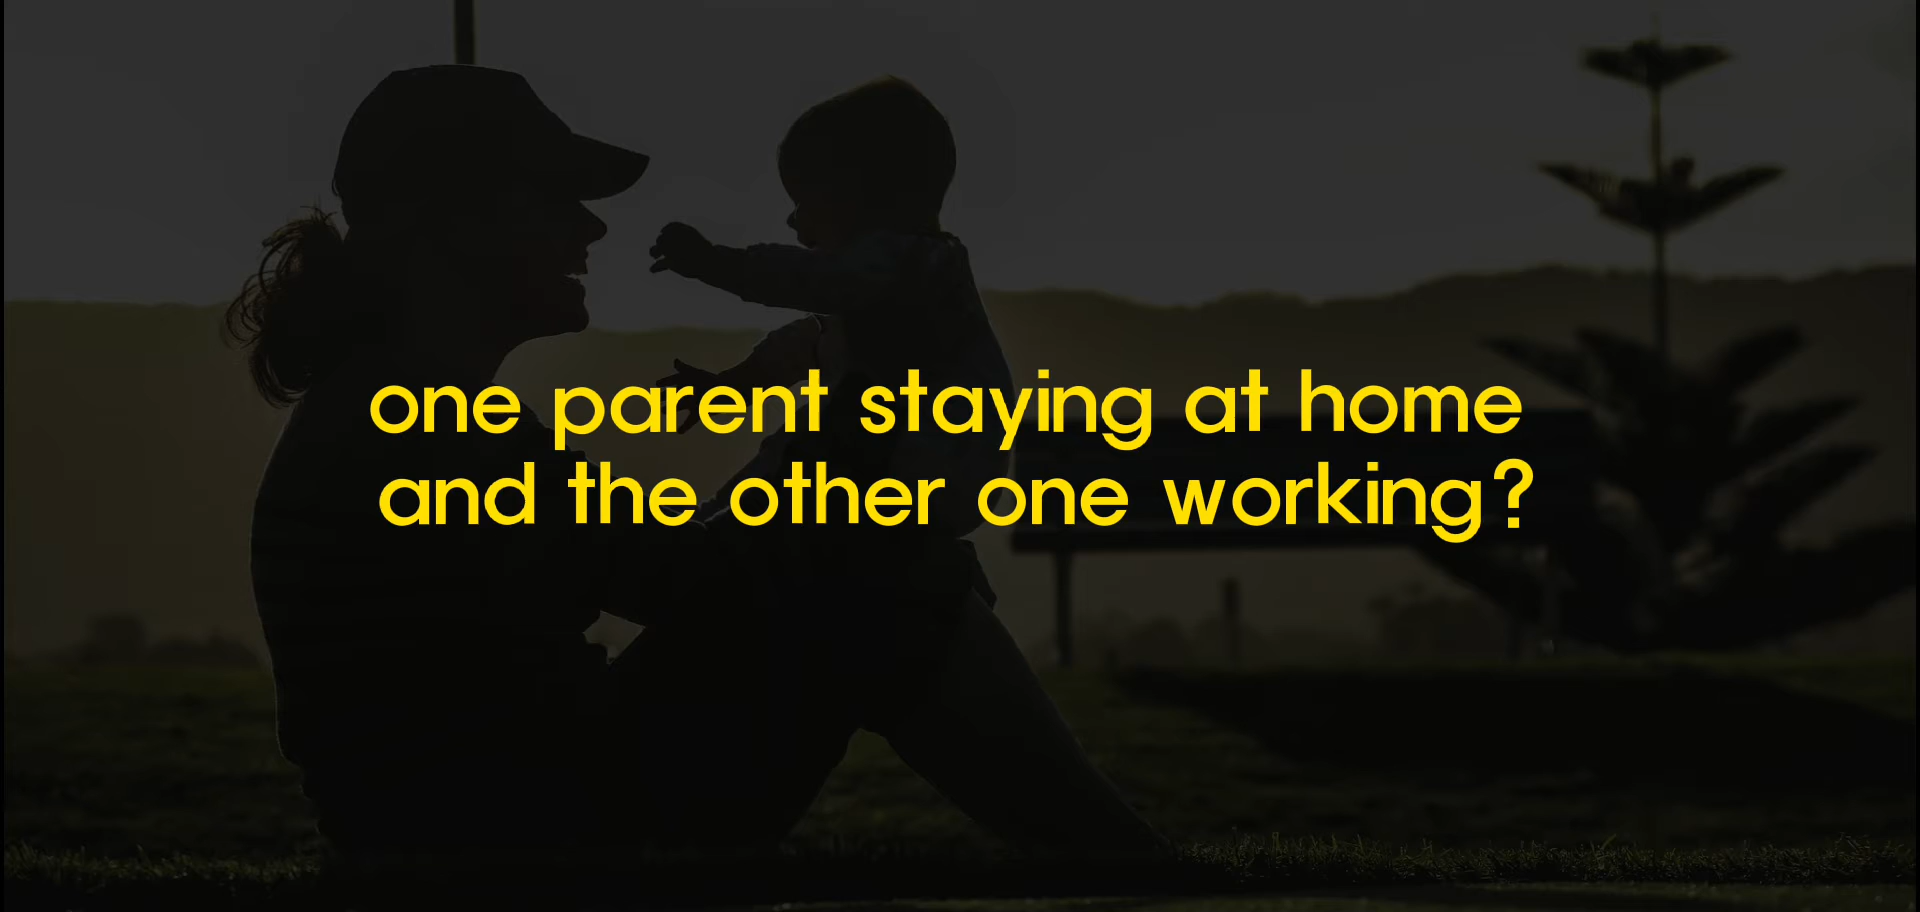 one parent staying at home
and the other one working?